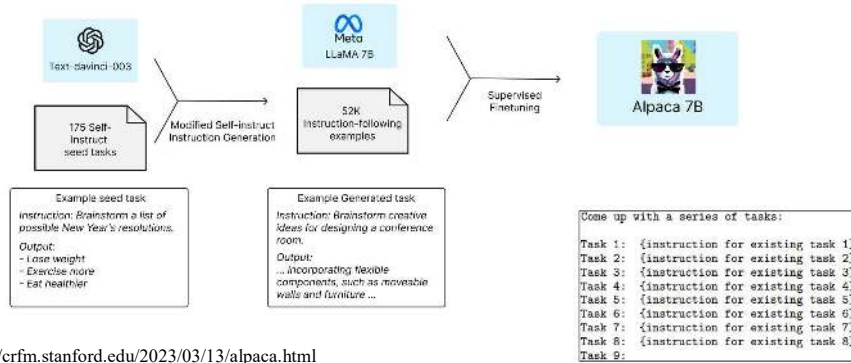 Text-davinci-003
175 Self-
Instruct
seed tasks
Modified Self-instruct
Instruction Generation
Meta
LLaMA 7B
52K
Instruction-following
examples
Supervised
Finetuning
Alpaca 7B
Example seed task
Instruction: Brainstorm a list of
possible New Year's resolutions.
Output:
- Lose weight
- Exercise more
- Eat healthier
Example Generated task
Instruction: Brainstorm creative
ideas for designing a conference
room.
Output:
... incorporating flexible
components, such as moveable
walls and furniture ...
Come up with a series of tasks:
Task 1: {instruction for existing task 1}
Task 2: {instruction for existing task 2}
Task 3: {instruction for existing task 3}
Task 4: {instruction for existing task 4}
Task 5: {instruction for existing task 5}
Task 6: {instruction for existing task 6}
Task 7: {instruction for existing task 7}
Task 8: {instruction for existing task 8}
Task 9:
/crfm.stanford.edu/2023/03/13/alpaca.html